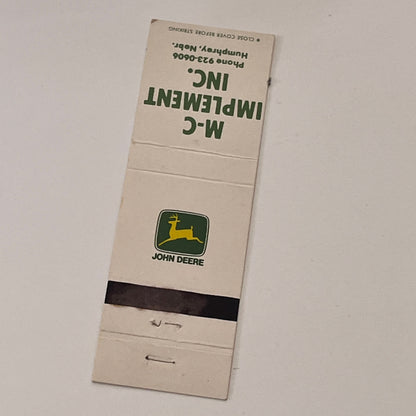 M-C
IMPLEMENT
INC.
Phone 923-0606
Humphrey, Nebr.
CLOSE COVER BEFORE STRIKING
JOHN DEERE